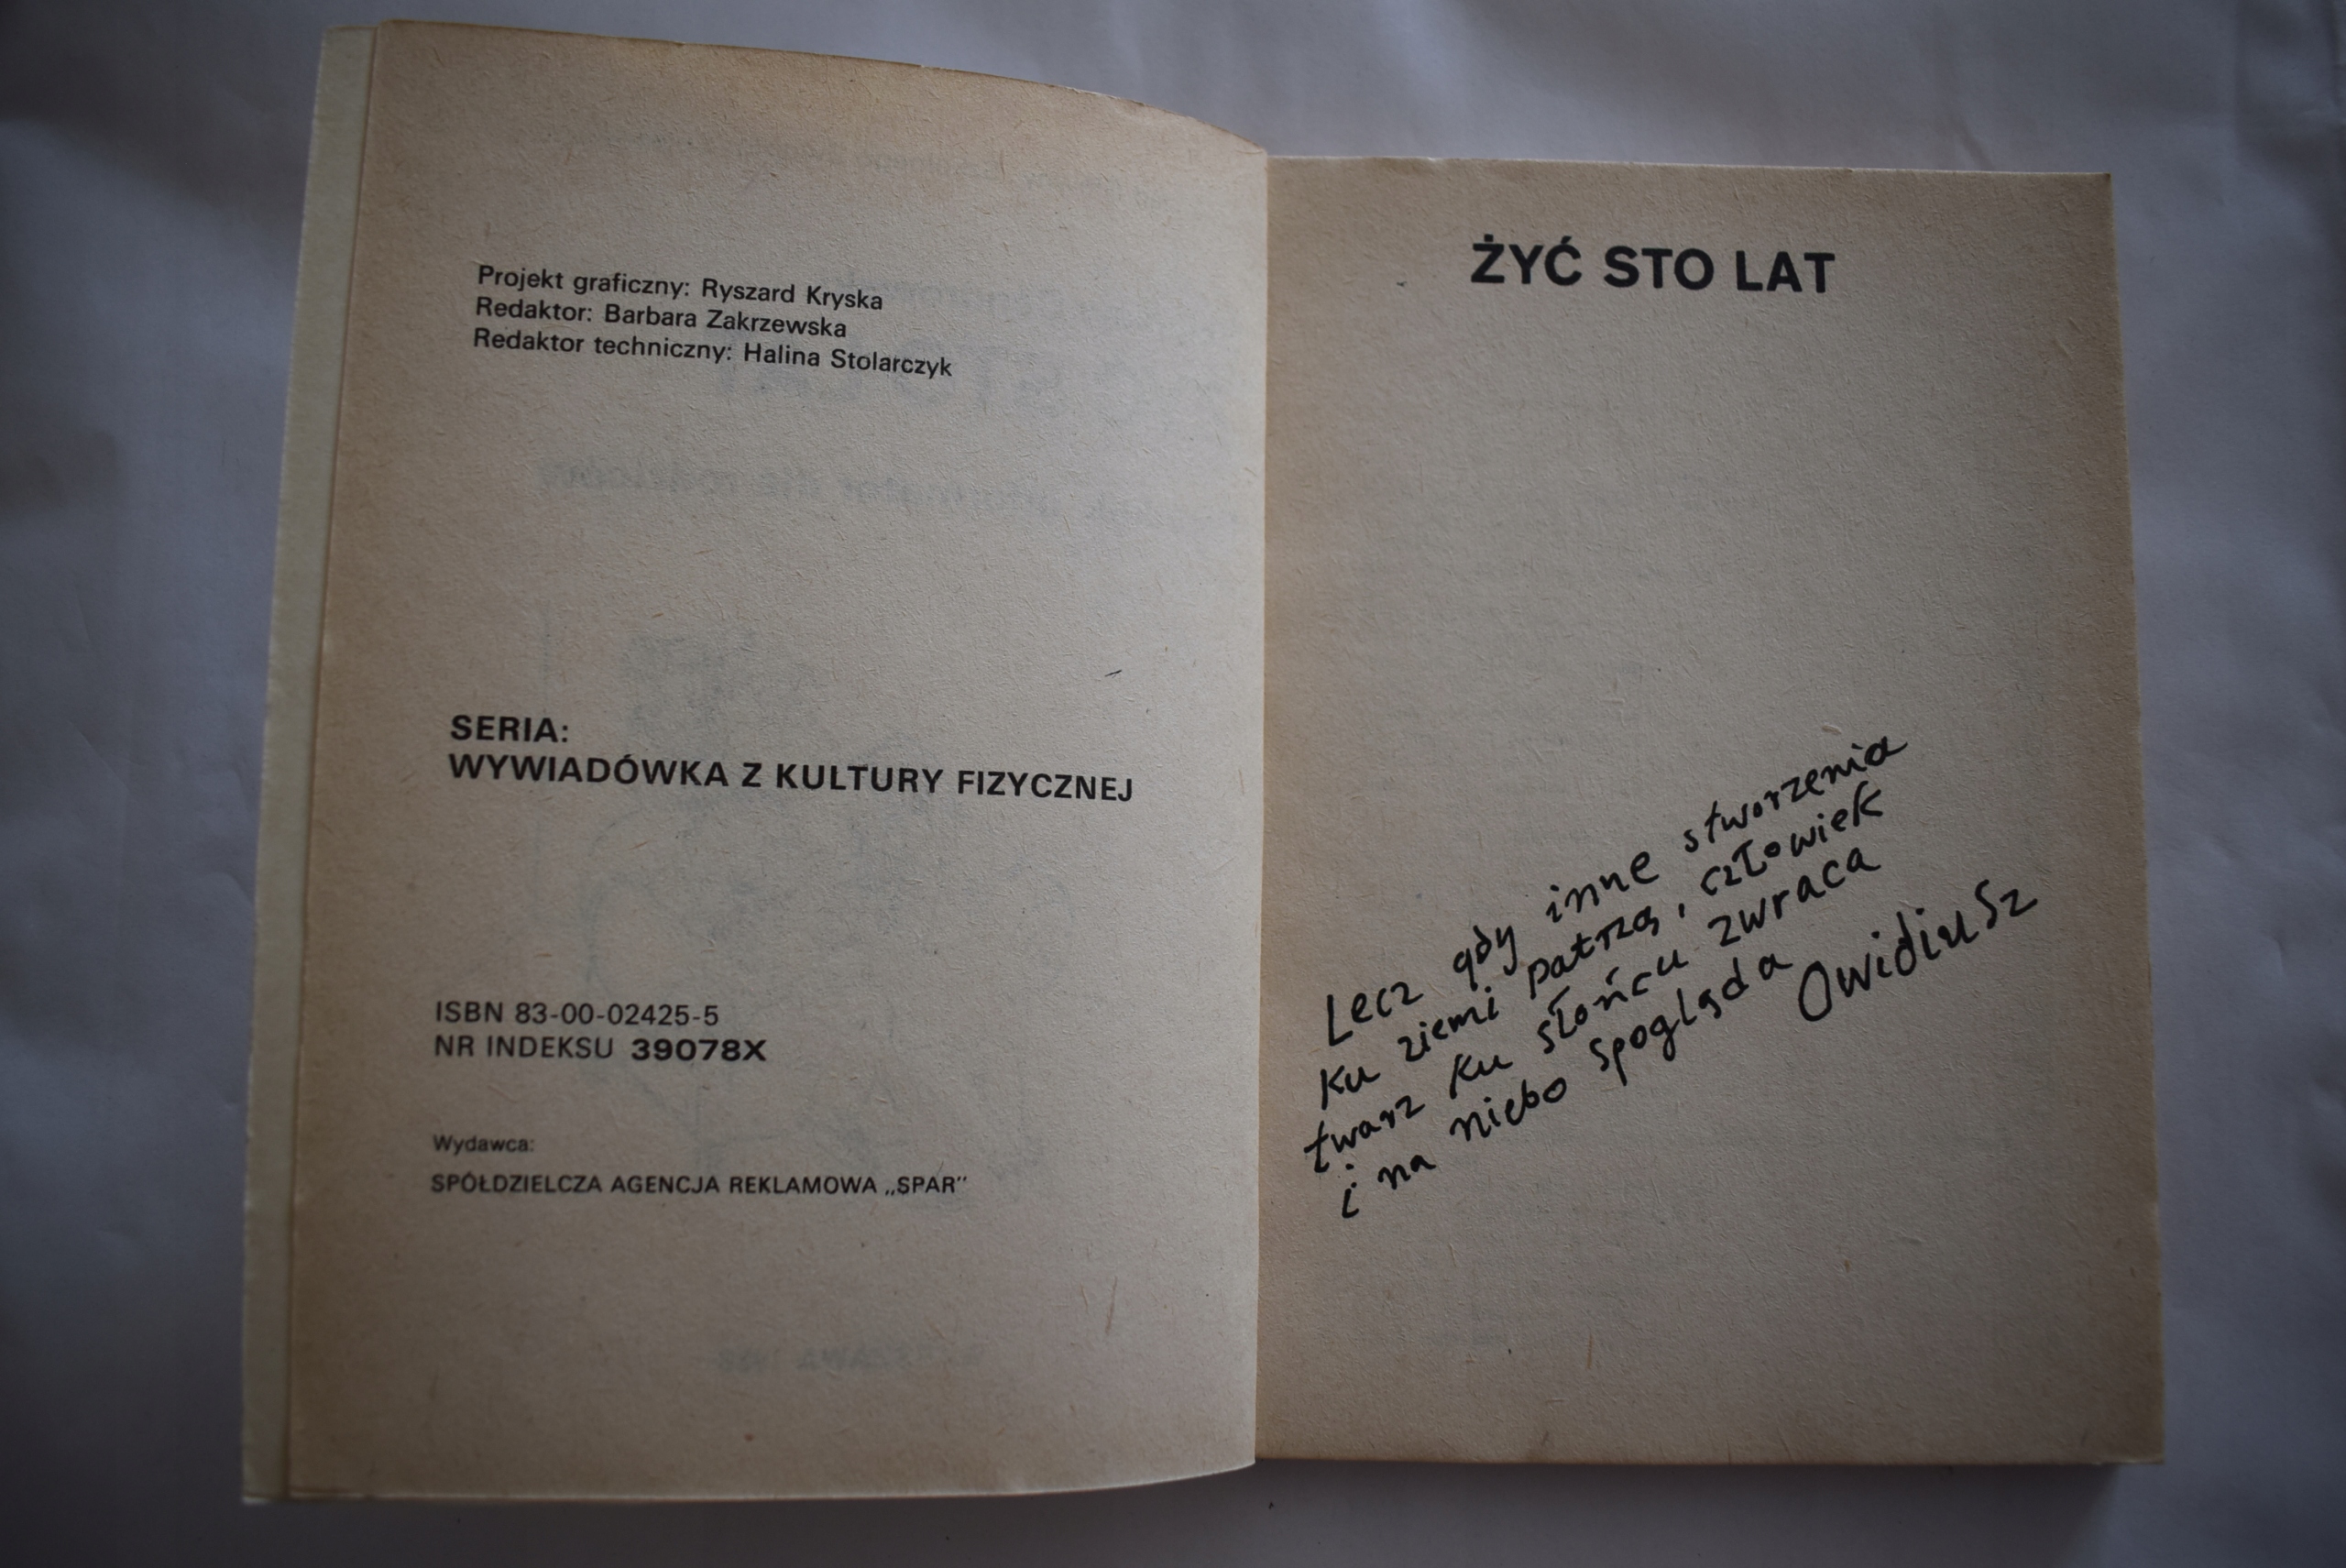 Projekt graficzny: Ryszard Kryska
Redaktor: Barbara Zakrzewska
Redaktor techniczny: Halina Stolarczyk
SERIA:
WYWIADÓWKA Z KULTURY FIZYCZNEJ
ISBN 83-00-02425-5
NR INDEKSU 39078X
Wydawca:
SPÓŁDZIELCZA AGENCJA REKLAMOWA „SPAR”
ŻYĆ STO LAT
Lecz gdy inne stworzenia
ku ziemi patrzą, człowiek
twarz ku słońcu zwraca
i na niebo spogląda
Owidiusz